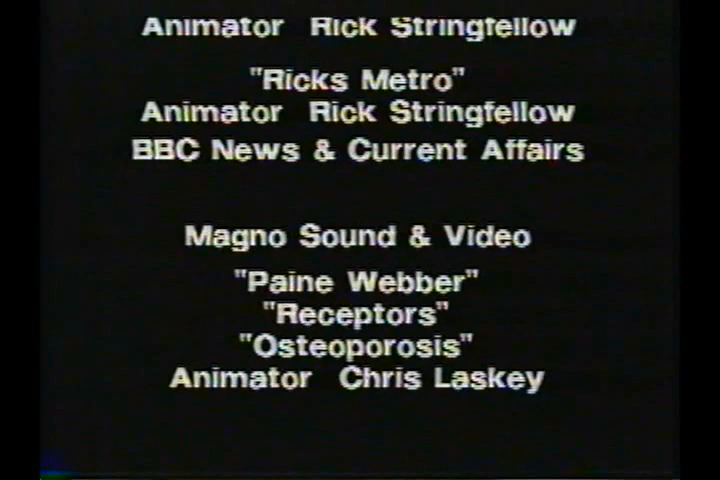 Animator Rick Stringfellow
"Ricks Metro"
Animator Rick Stringfellow
BBC News & Current Affairs
Magno Sound & Video
"Paine Webber"
"Receptors"
"Osteoporosis"
Animator Chris Laskey